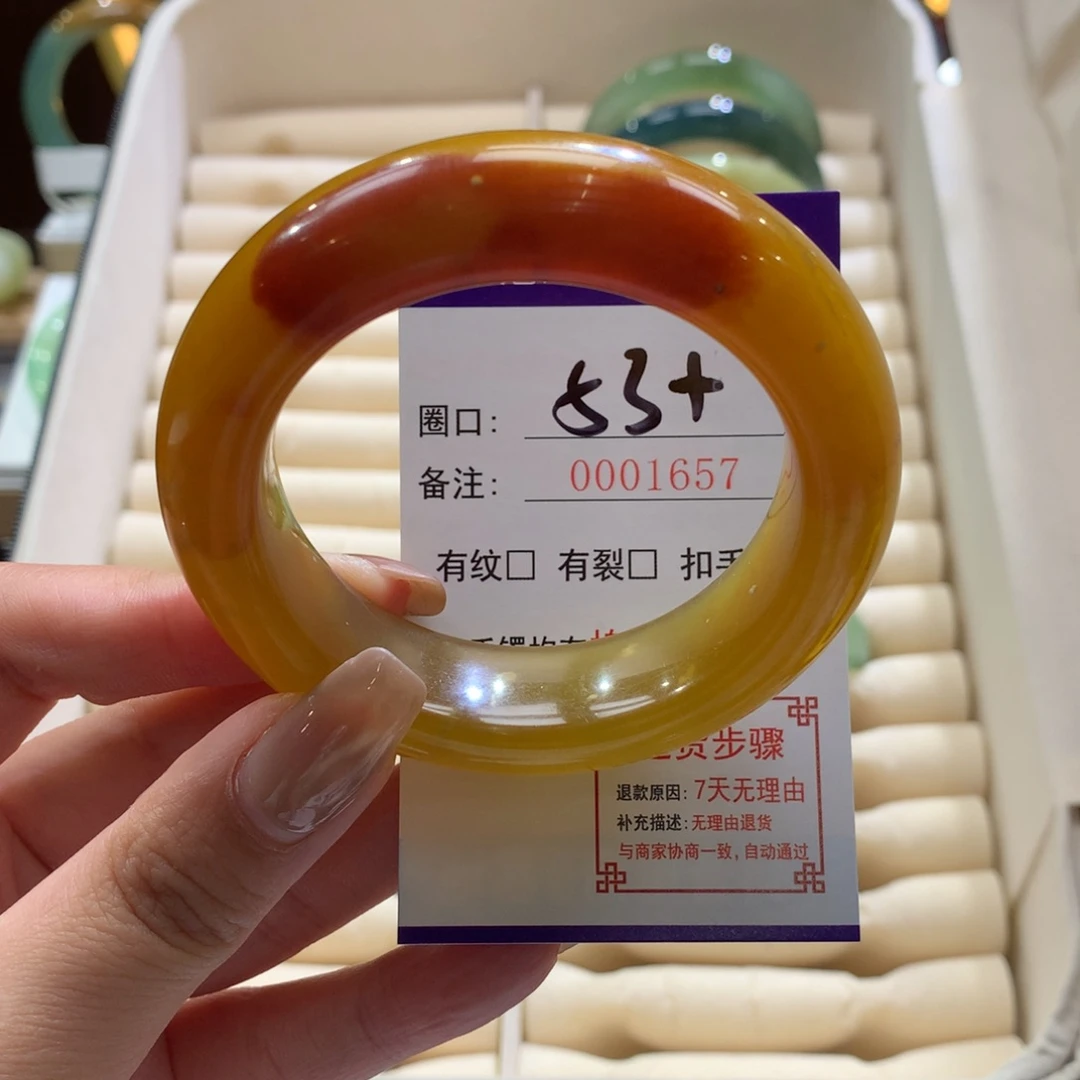 圈口: 53+
备注: 0001657
有纹□ 有裂□ 扣
货步骤
退款原因: 7天无理由
补充描述: 无理由退货
与商家协商一致, 自动通过